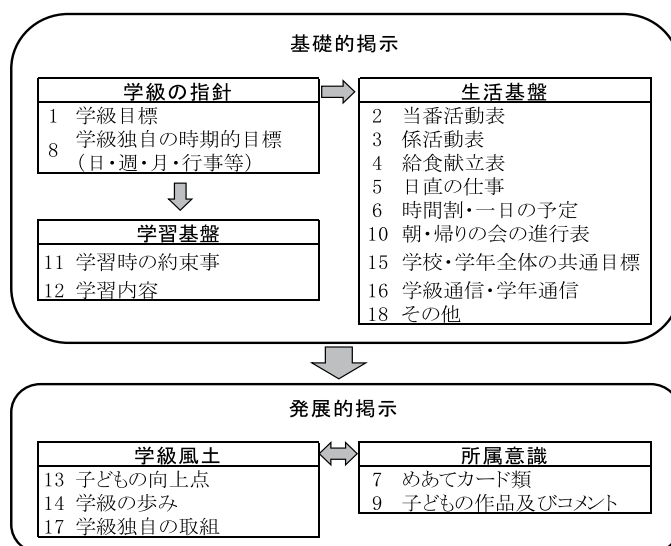 基礎的掲示
学級の指針
1 学級目標
8 学級独自の時期的目標
(日・週・月・行事等)
学習基盤
11 学習時の約束事
12 学習内容
生活基盤
2 当番活動表
3 係活動表
4 給食献立表
5 日直の仕事
6 時間割・一日の予定
10 朝・帰りの会の進行表
15 学校・学年全体の共通目標
16 学級通信・学年通信
18 その他
発展的掲示
学級風土
13 子どもの向上点
14 学級の歩み
17 学級独自の取組
所属意識
7 めあてカード類
9 子どもの作品及びコメント